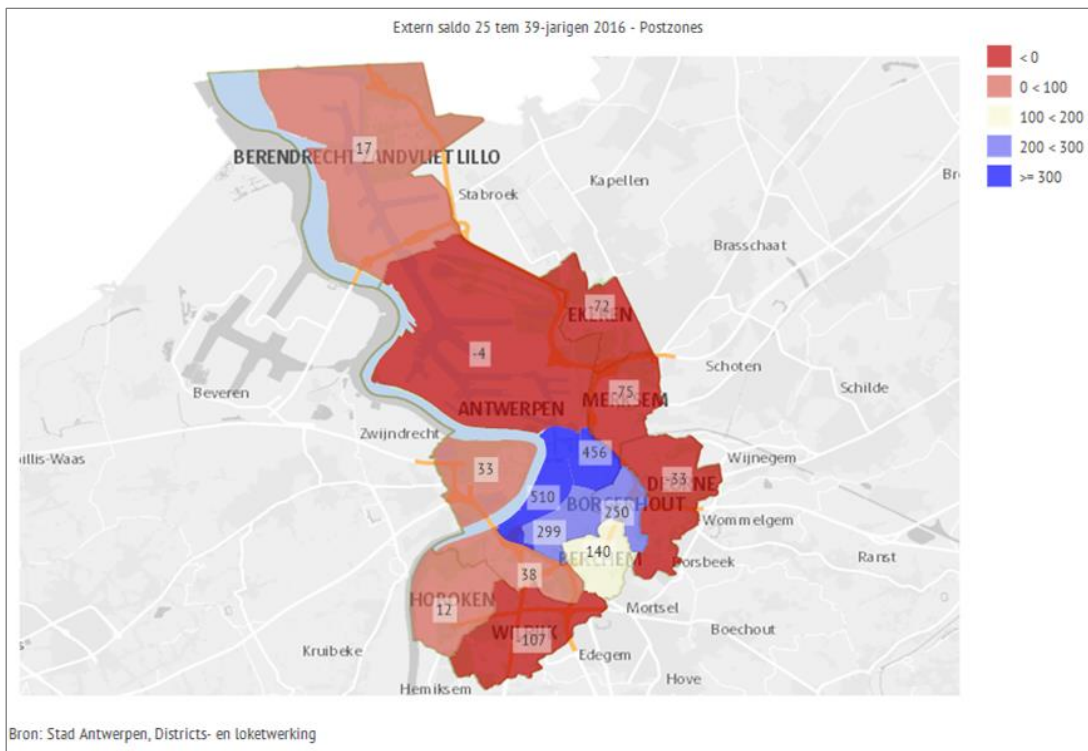 Extern saldo 25 tem 39-jarigen 2016 - Postzones
< 0
0 < 100
100 < 200
200 < 300
>= 300
17
BERENDRECHT ZANDVLIET LILLO
Kapellen
Stabroek
Brasschaat
-72
EKEREN
-4
Schoten
Schilde
-75
MERKSEM
Beveren
ANTWERPEN
Zwijndrecht
456
illis-Waas
Wijnegem
33
-33
DEURNE
510
BORGERHOUT
250
Wommelgem
299
140
BERCHEM
Ranst
Borsbeek
38
HOBOKEN
12
Mortsel
Boechout
WILRIJK
-107
Kruibeke
Edegem
Hove
Hemiksem
Bron: Stad Antwerpen, Districts- en loketwerking